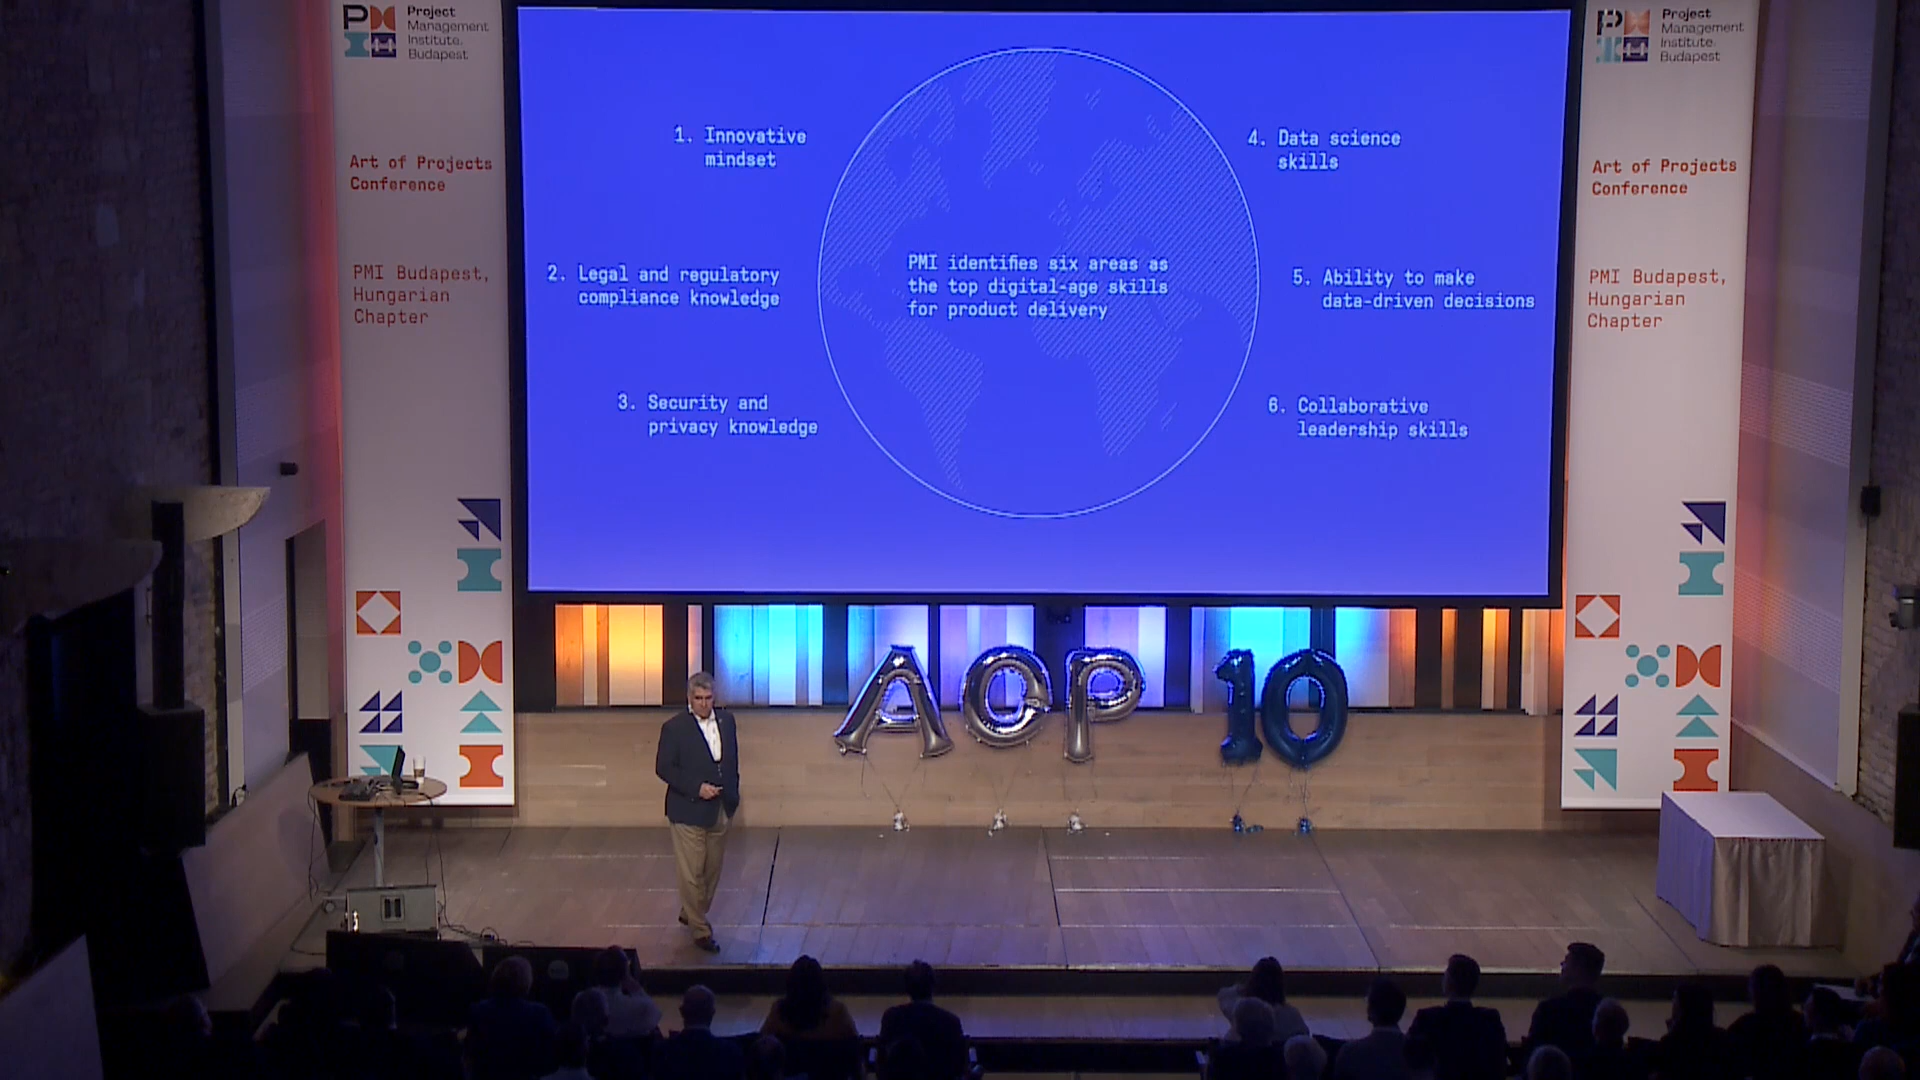 Project
Management
Institute.
Budapest
Art of Projects
Conference
PMI Budapest,
Hungarian
Chapter
1. Innovative
mindset
2. Legal and regulatory
compliance knowledge
3. Security and
privacy knowledge
PMI identifies six areas as
the top digital-age skills
for product delivery
4. Data science
skills
5. Ability to make
data-driven decisions
6. Collaborative
leadership skills
Project
Management
Institute.
Budapest
Art of Projects
Conference
PMI Budapest,
Hungarian
Chapter
AOP 10